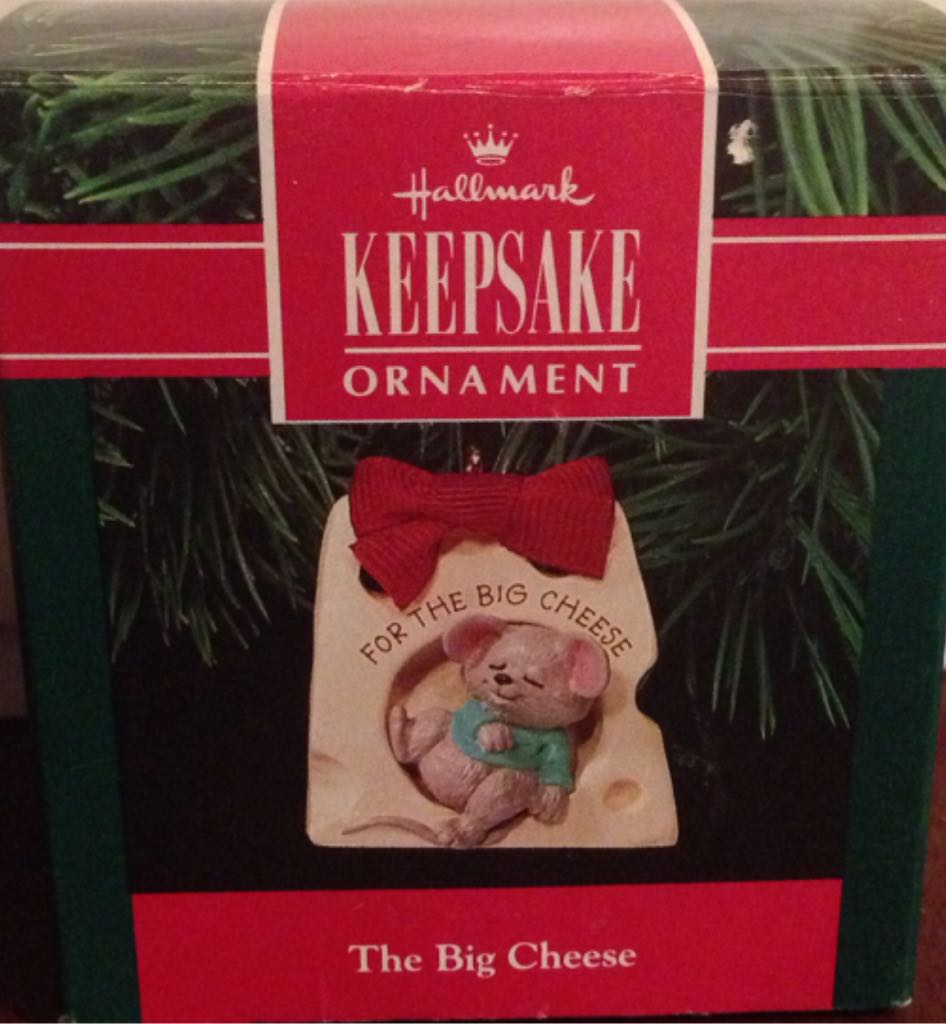 Hallmark
KEEPSAKE
ORNAMENT
FOR THE BIG CHEESE
The Big Cheese